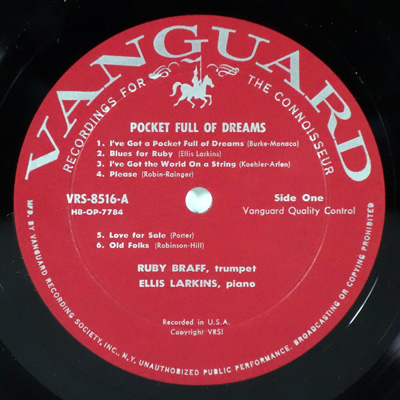 VANGUARD
RECORDINGS FOR THE CONNOISSEUR
POCKET FULL OF DREAMS
1. I've Got a Pocket Full of Dreams (Burke-Monaco)
2. Blues for Ruby (Ellis Larkins)
3. I've Got the World On a String (Koehler-Arlen)
4. Please (Robin-Rainger)
VRS-8516-A
HB-OP-7784
Side One
Vanguard Quality Control
5. Love for Sale (Porter)
6. Old Folks (Robinson-Hill)
RUBY BRAFF, trumpet
ELLIS LARKINS, piano
Recorded in U.S.A.
Copyright VRSI
MFG. BY VANGUARD RECORDING SOCIETY, INC., N.Y. UNAUTHORIZED PUBLIC PERFORMANCE, BROADCASTING OR COPYING PROHIBITED